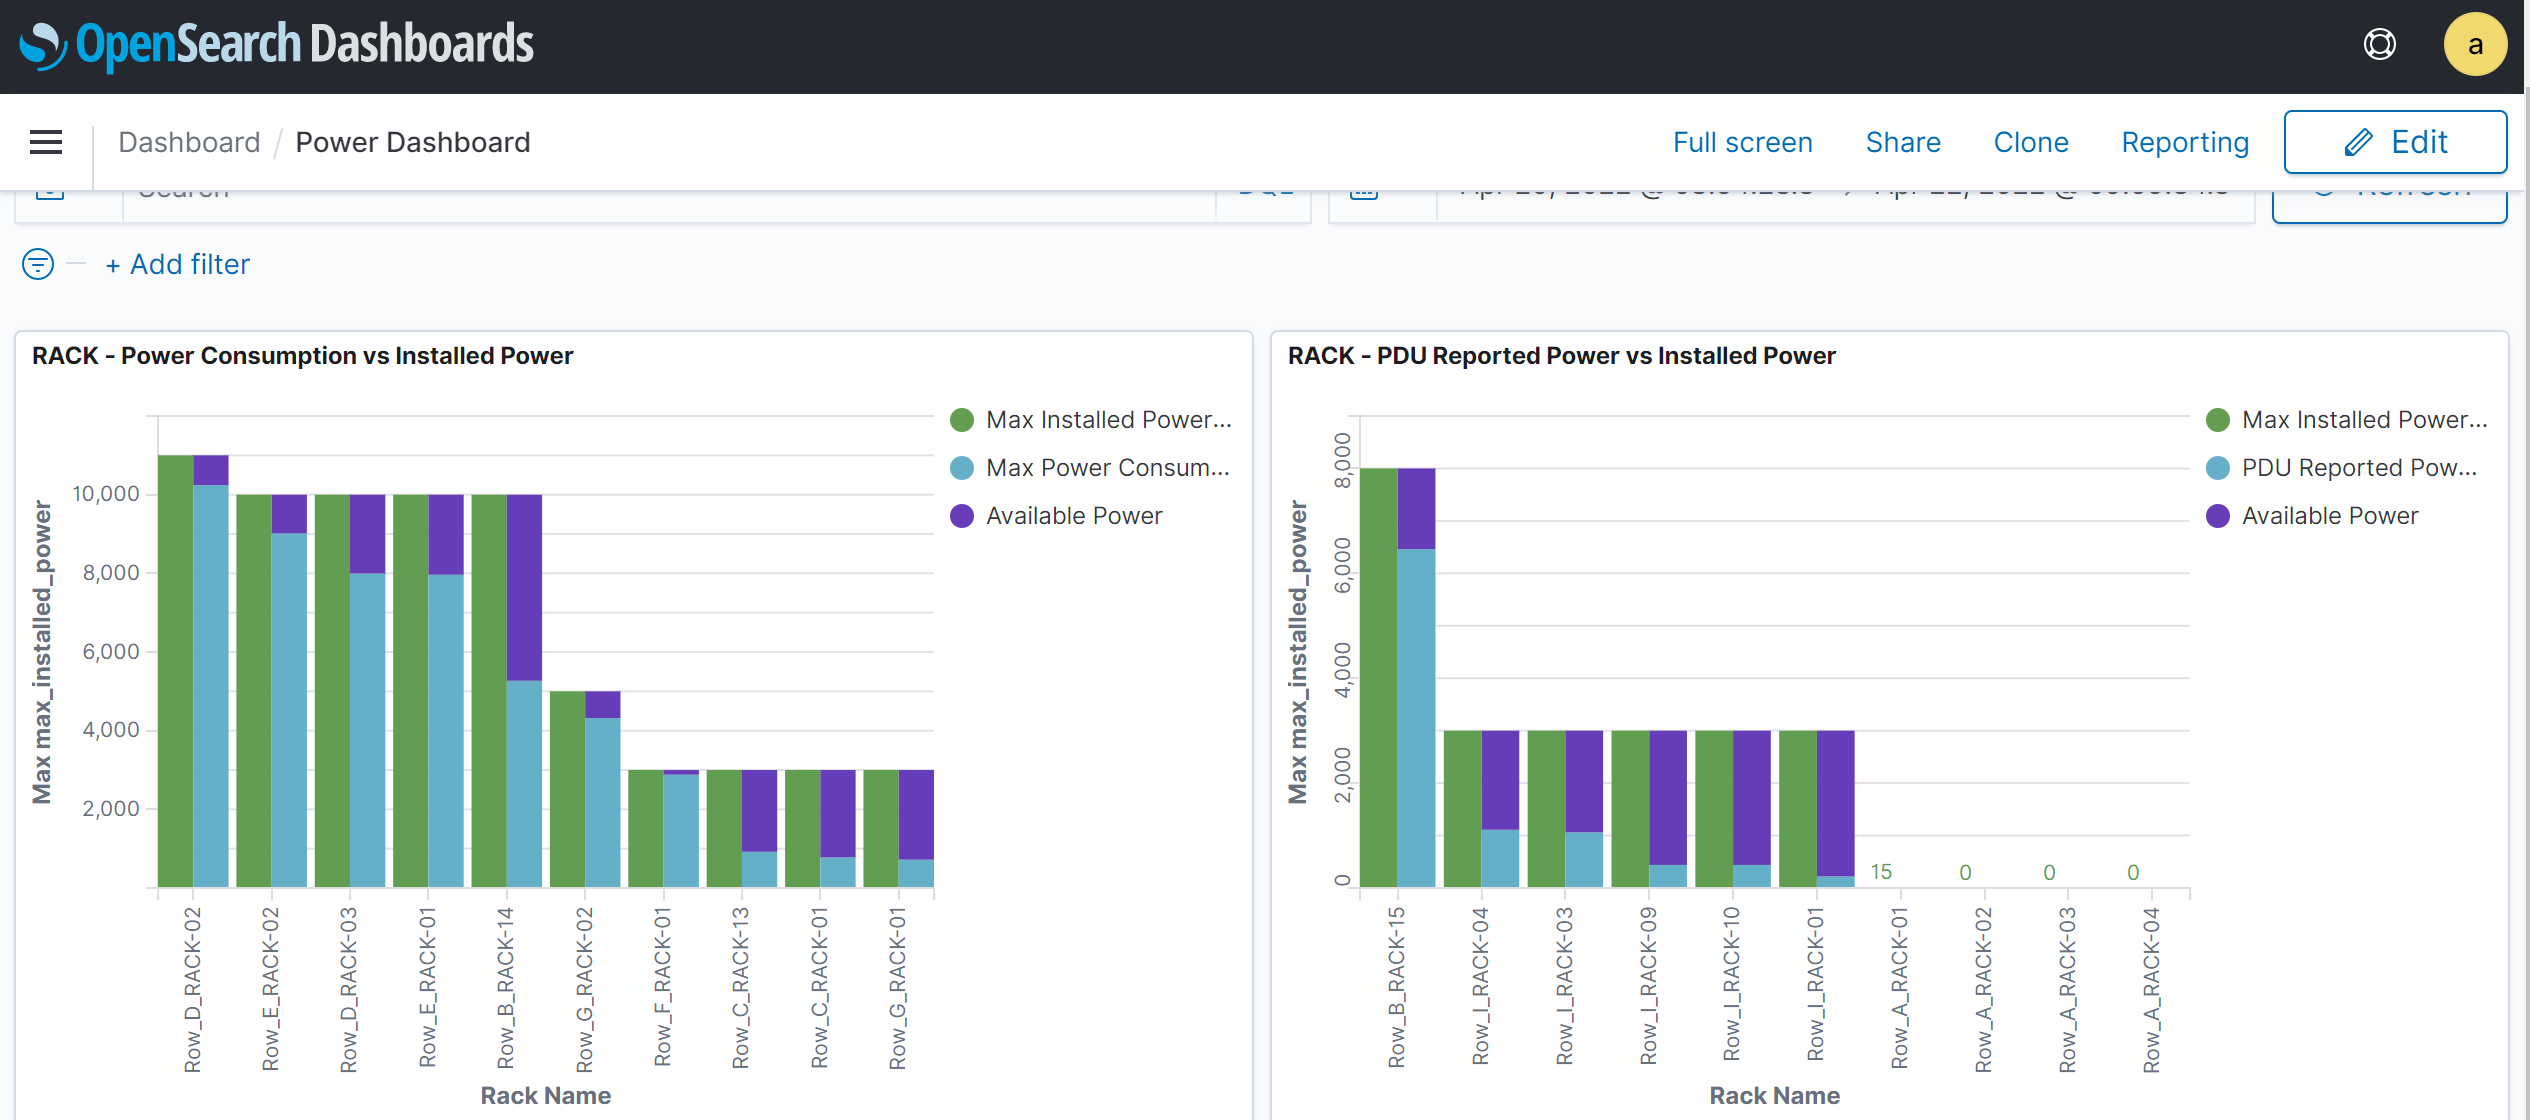 OpenSearch Dashboards
a
Dashboard / Power Dashboard
Full screen
Share
Clone
Reporting
Edit
Search
+ Add filter
RACK - Power Consumption vs Installed Power
Max max_installed_power
10,000
8,000
6,000
4,000
2,000
Row_D_RACK-02
Row_E_RACK-02
Row_D_RACK-03
Row_E_RACK-01
Row_B_RACK-14
Row_G_RACK-02
Row_F_RACK-01
Row_C_RACK-13
Row_C_RACK-01
Row_G_RACK-01
Rack Name
Max Installed Power...
Max Power Consum...
Available Power
RACK - PDU Reported Power vs Installed Power
Max max_installed_power
8,000
6,000
4,000
2,000
0
15
0
0
0
Row_B_RACK-15
Row_I_RACK-04
Row_I_RACK-03
Row_I_RACK-09
Row_I_RACK-10
Row_I_RACK-01
Row_A_RACK-01
Row_A_RACK-02
Row_A_RACK-03
Row_A_RACK-04
Rack Name
Max Installed Power...
PDU Reported Pow...
Available Power